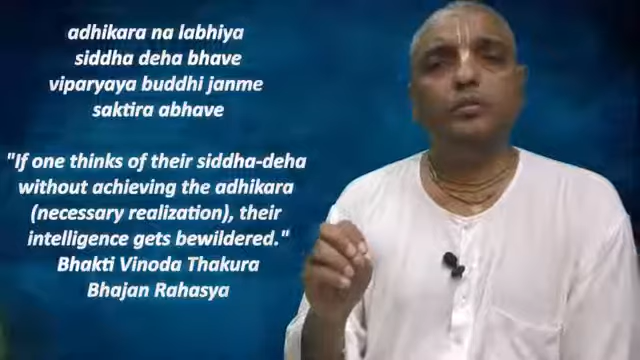 adhikara na labhiya
siddha deha bhave
viparyaya buddhi janme
saktira abhave
"If one thinks of their siddha-deha
without achieving the adhikara
(necessary realization), their
intelligence gets bewildered."
Bhakti Vinoda Thakura
Bhajan Rahasya